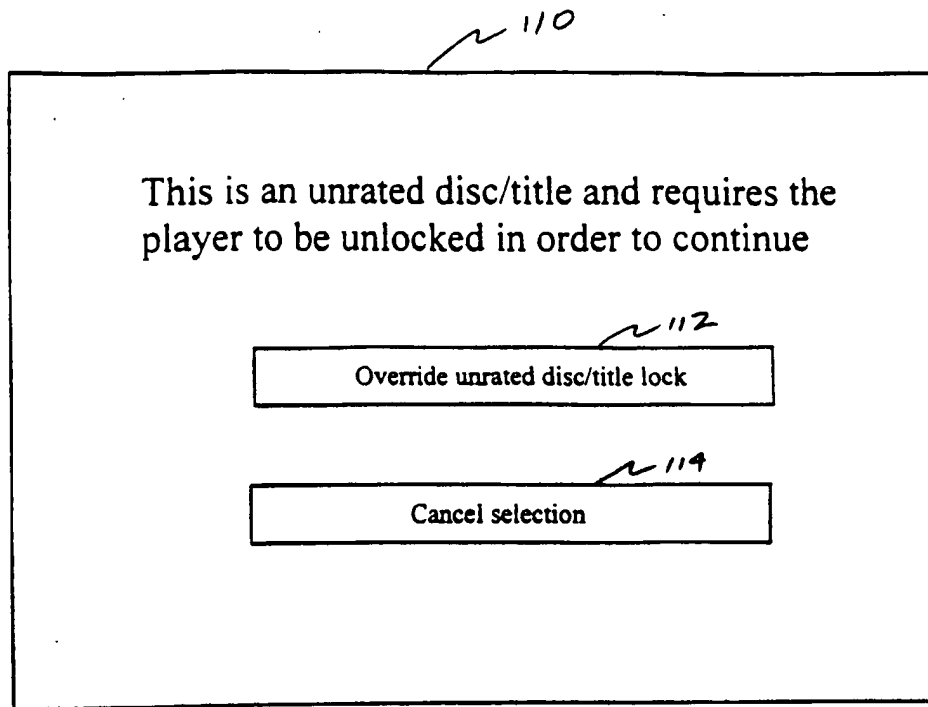 110
This is an unrated disc/title and requires the
player to be unlocked in order to continue
112
Override unrated disc/title lock
114
Cancel selection